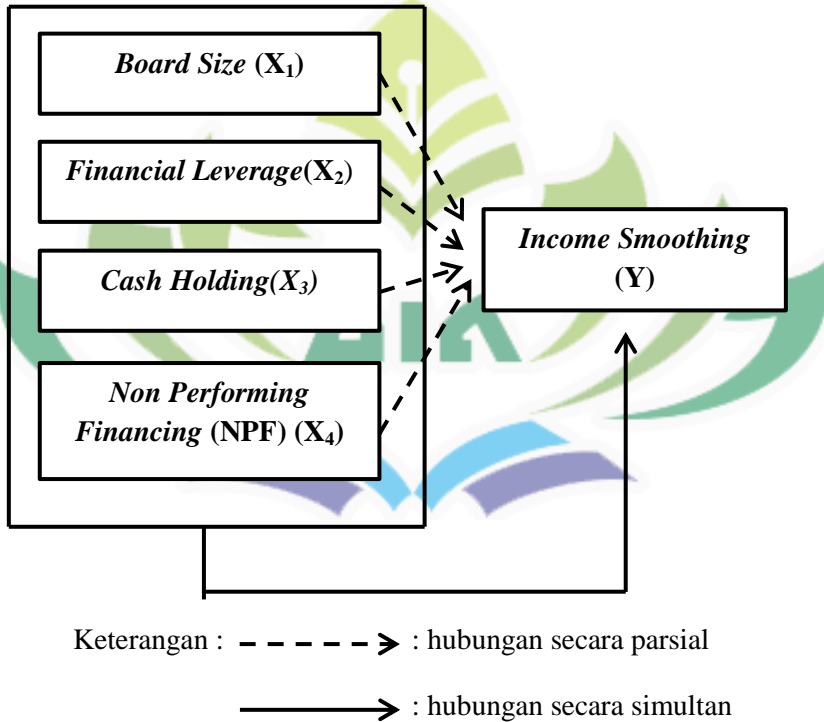 Board Size (X₁)
Financial Leverage(X₂)
Cash Holding(X₃)
Non Performing
Financing (NPF) (X₄)
Income Smoothing
(Y)
Keterangan : : hubungan secara parsial
: hubungan secara simultan